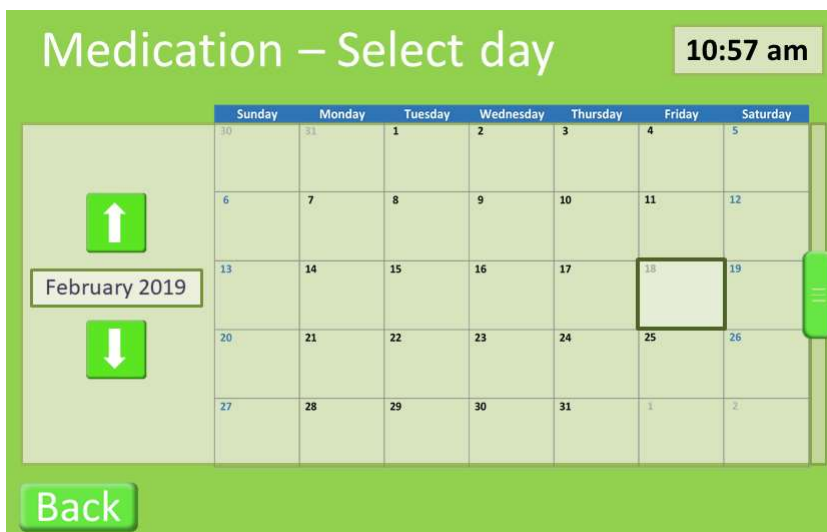 Medication – Select day
10:57 am
Sunday Monday Tuesday Wednesday Thursday Friday Saturday
30 31 1 2 3 4 5
6 7 8 9 10 11 12
February 2019
13 14 15 16 17 18 19
20 21 22 23 24 25 26
27 28 29 30 31 1 2
Back